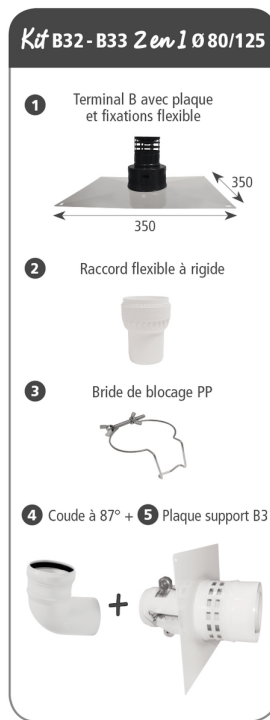 Kit B32 - B33 2 en 1 Ø 80/125
1 Terminal B avec plaque
et fixations flexible
350
350
2 Raccord flexible à rigide
3 Bride de blocage PP
4 Coude à 87° + 5 Plaque support B3
+